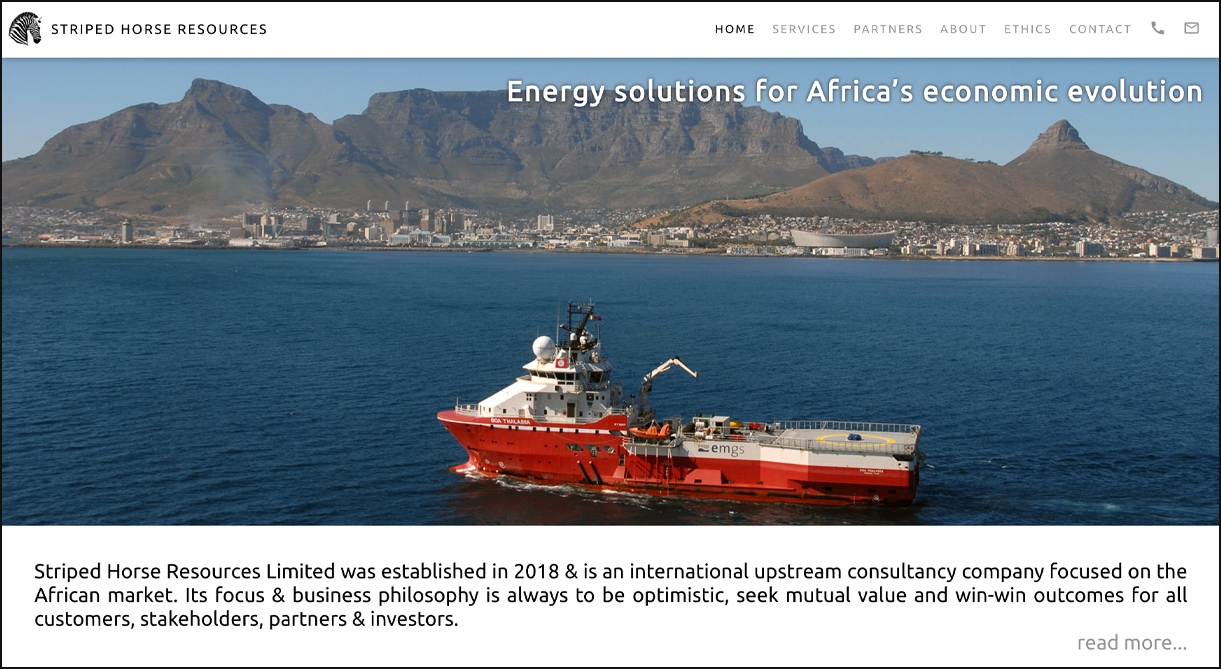 STRIPED HORSE RESOURCES
HOME SERVICES PARTNERS ABOUT ETHICS CONTACT
Energy solutions for Africa’s economic evolution
BOA THALASSA
emgs
BOA THALASSA
Striped Horse Resources Limited was established in 2018 & is an international upstream consultancy company focused on the
African market. Its focus & business philosophy is always to be optimistic, seek mutual value and win-win outcomes for all
customers, stakeholders, partners & investors.
read more...